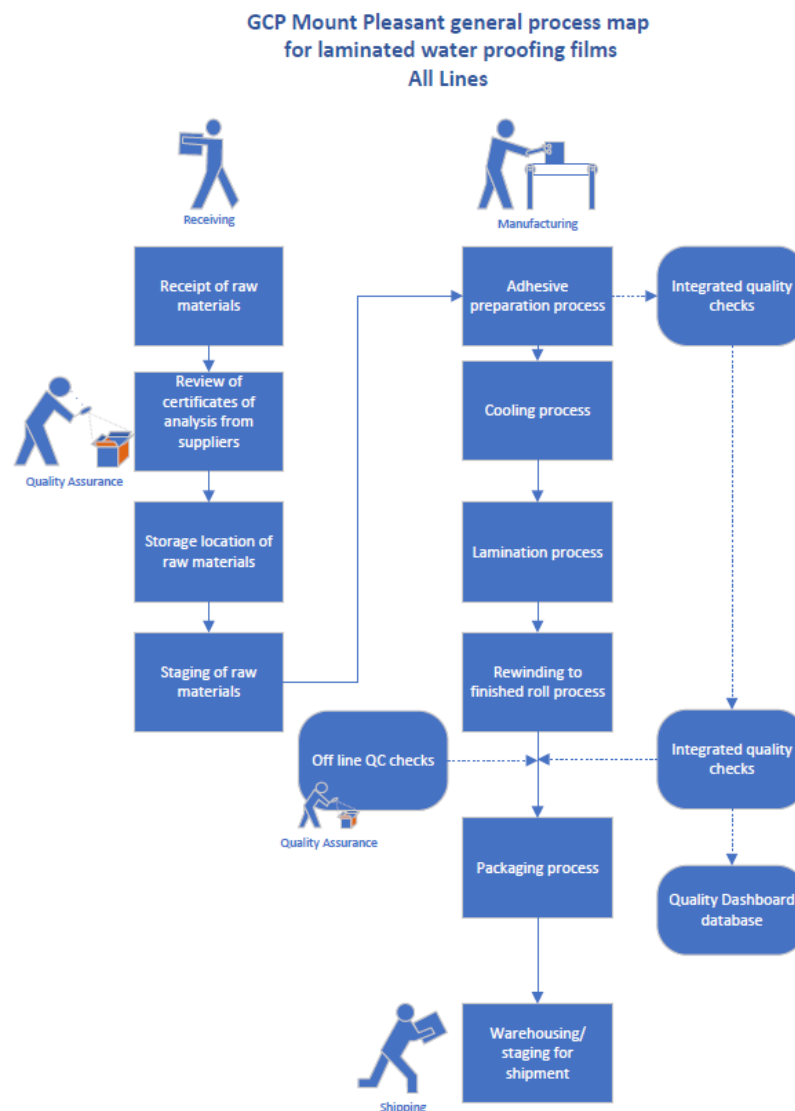 GCP Mount Pleasant general process map
for laminated water proofing films
All Lines
Receiving
Manufacturing
Receipt of raw
materials
Adhesive
preparation process
Integrated quality
checks
Review of
certificates of
analysis from
suppliers
Quality Assurance
Cooling process
Storage location of
raw materials
Lamination process
Staging of raw
materials
Rewinding to
finished roll process
Off line QC checks
Quality Assurance
Integrated quality
checks
Packaging process
Quality Dashboard
database
Warehousing/
staging for
shipment
Shipping